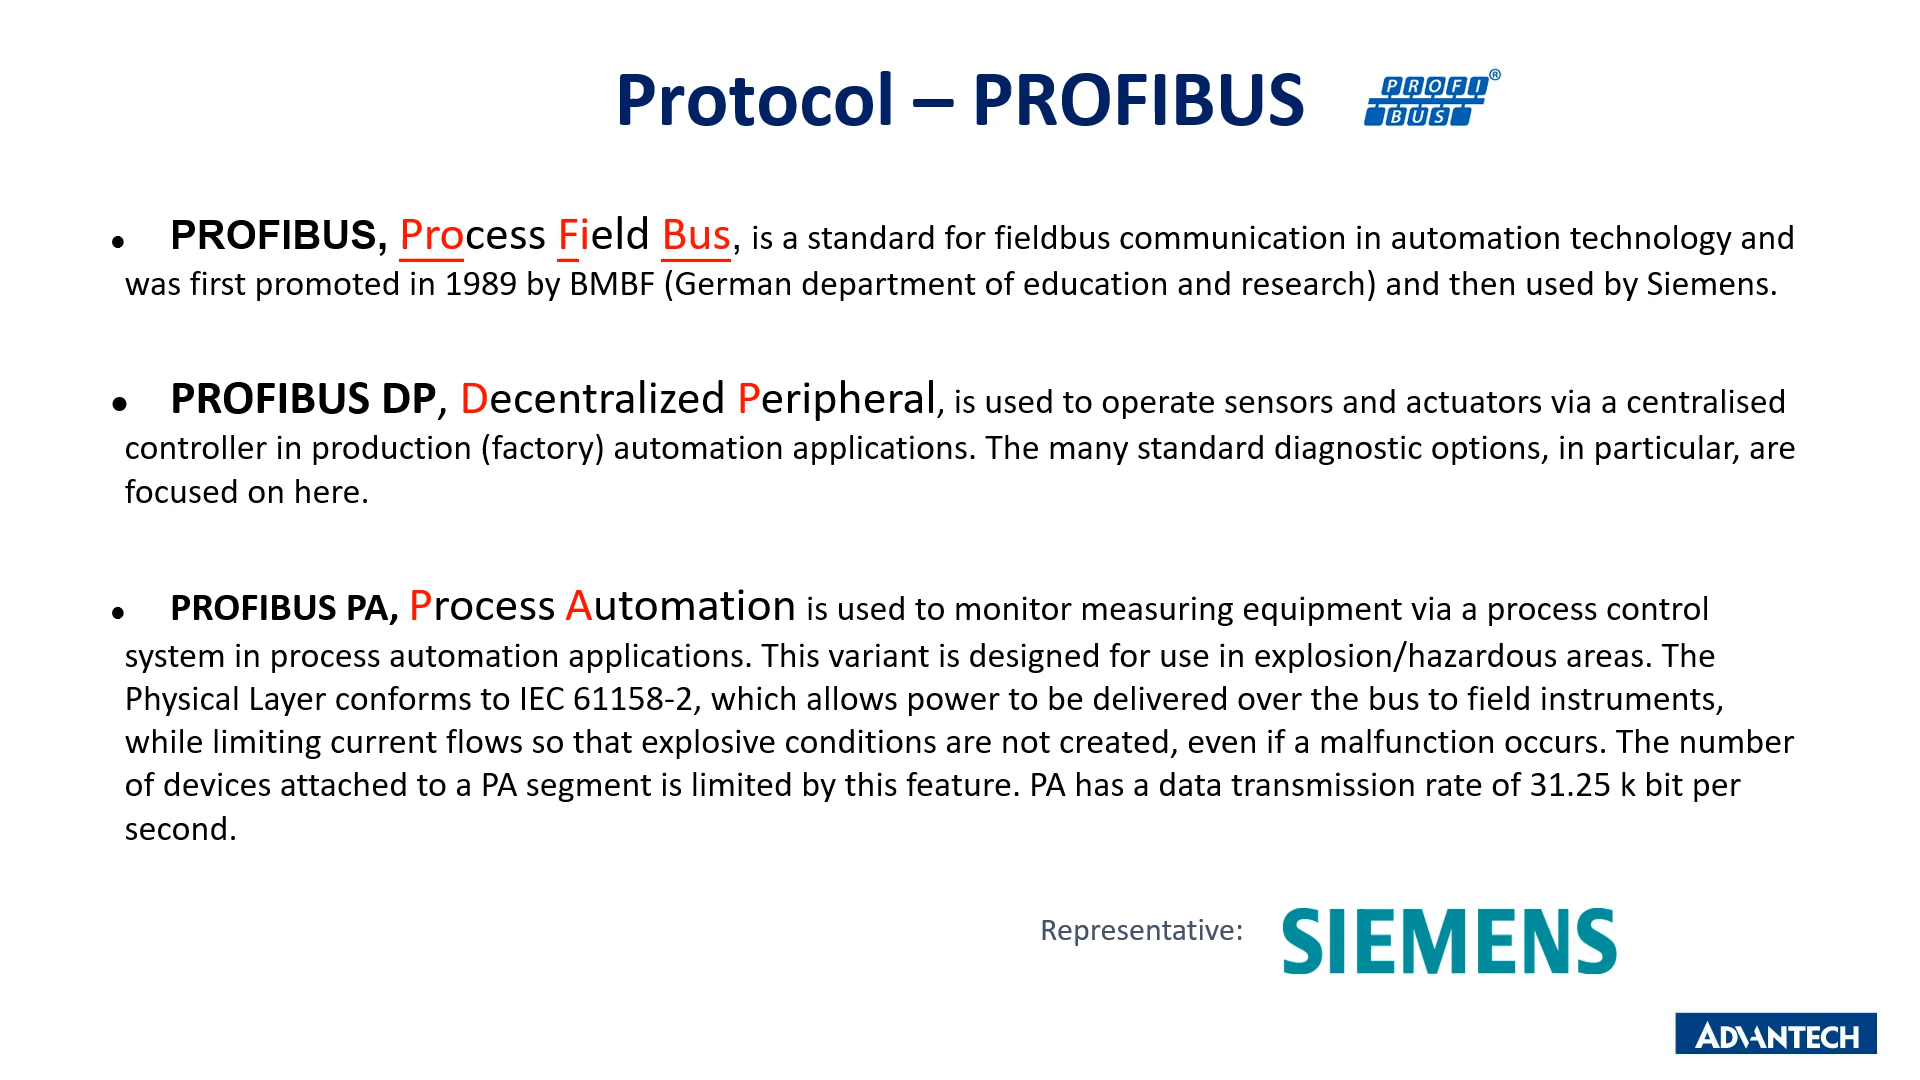 Protocol – PROFIBUS
PROFI®
BUS
● PROFIBUS, Process Field Bus, is a standard for fieldbus communication in automation technology and
was first promoted in 1989 by BMBF (German department of education and research) and then used by Siemens.
● PROFIBUS DP, Decentralized Peripheral, is used to operate sensors and actuators via a centralised
controller in production (factory) automation applications. The many standard diagnostic options, in particular, are
focused on here.
● PROFIBUS PA, Process Automation is used to monitor measuring equipment via a process control
system in process automation applications. This variant is designed for use in explosion/hazardous areas. The
Physical Layer conforms to IEC 61158-2, which allows power to be delivered over the bus to field instruments,
while limiting current flows so that explosive conditions are not created, even if a malfunction occurs. The number
of devices attached to a PA segment is limited by this feature. PA has a data transmission rate of 31.25 k bit per
second.
Representative: SIEMENS
ADVANTECH